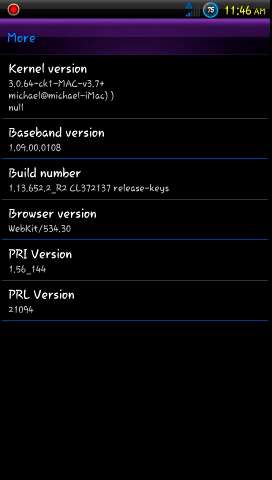 75 11:46 AM
More
Kernel version
3.0.64-ck1-MAC-v3.7+
michael@michael-iMac) )
null
Baseband version
1.09.00.0108
Build number
1.13.652.2_R2 CL372137 release-keys
Browser version
WebKit/534.30
PRI Version
1.56_144
PRL Version
21094